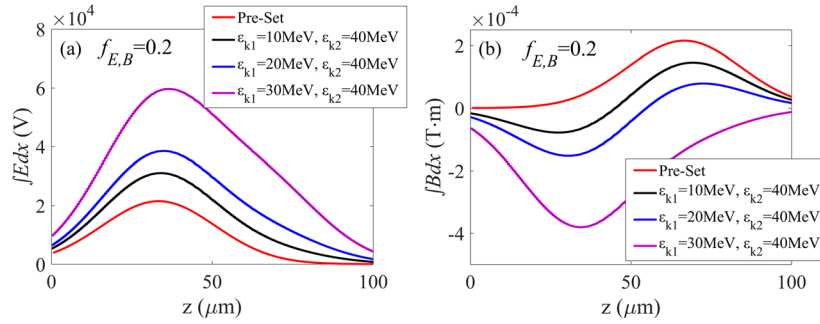 ×10⁴
8
6
4
2
0
∫Edx (V)
(a) f_E,B=0.2
Pre-Set
ε_k1=10MeV, ε_k2=40MeV
ε_k1=20MeV, ε_k2=40MeV
ε_k1=30MeV, ε_k2=40MeV
0 50 100
z (μm)
×10⁻⁴
2
0
-2
-4
∫Bdx (T·m)
(b) f_E,B=0.2
Pre-Set
ε_k1=10MeV, ε_k2=40MeV
ε_k1=20MeV, ε_k2=40MeV
ε_k1=30MeV, ε_k2=40MeV
0 50 100
z (μm)